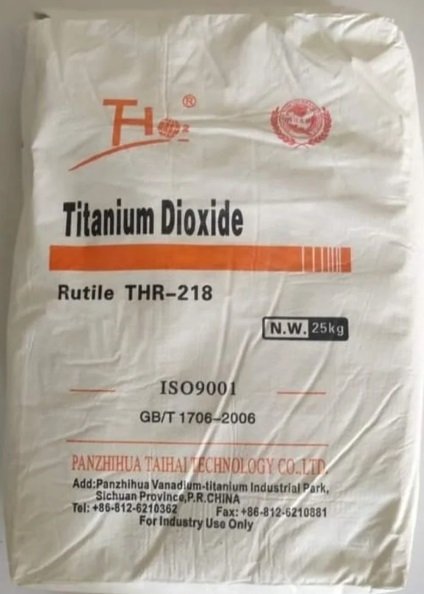 TH 2 ®
Titanium Dioxide
Rutile THR-218
N.W. 25kg
ISO9001
GB/T 1706-2006
PANZHIHUA TAIHAI TECHNOLOGY CO.,LTD.
Add:Panzhihua Vanadium-titanium Industrial Park,
Sichuan Province,P.R.CHINA
Tel: +86-812-6210362 Fax: +86-812-6210881
For Industry Use Only